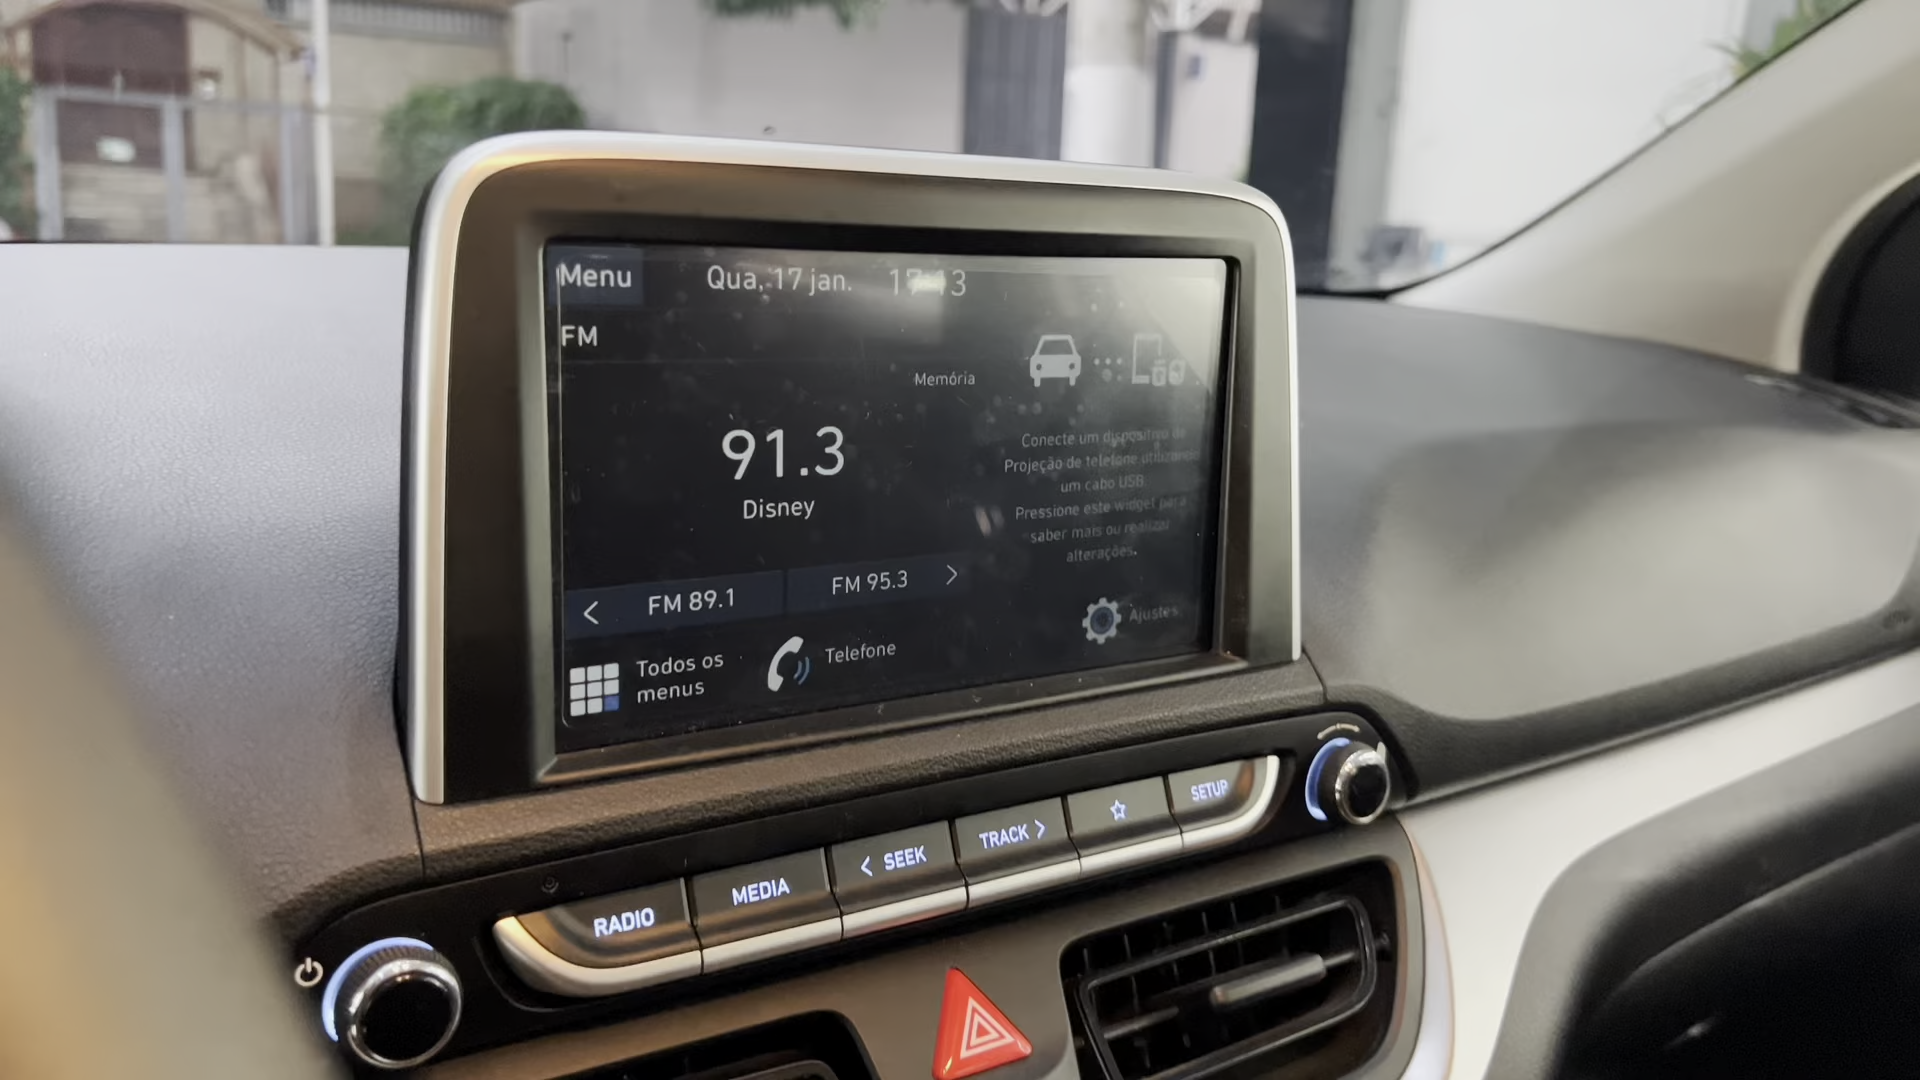 Menu
Qua, 17 jan.
17:13
FM
Memória
91.3
Disney
Conecte um dispositivo de
Projeção de telefone utilizando
um cabo USB.
Pressione este widget para
saber mais ou realizar
alterações.
< FM 89.1
FM 95.3 >
Todos os
menus
Telefone
Ajustes
RADIO
MEDIA
< SEEK
TRACK >
SETUP